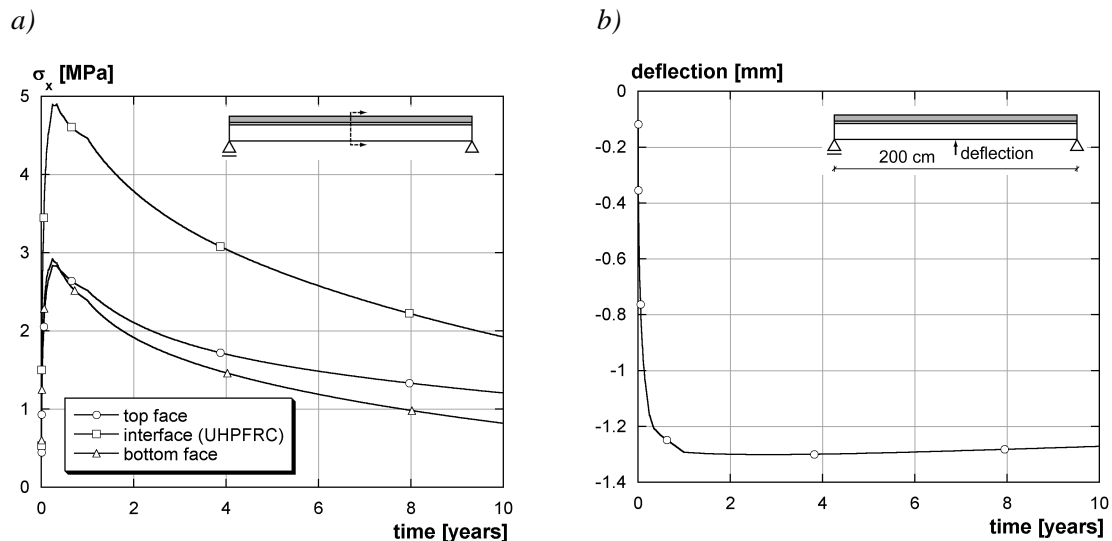 a)
σx [MPa]
5
4
3
2
1
0
0 2 4 6 8 10
time [years]
top face
interface (UHPFRC)
bottom face
b)
deflection [mm]
0
-0.2
-0.4
-0.6
-0.8
-1
-1.2
-1.4
0 2 4 6 8 10
time [years]
200 cm
deflection